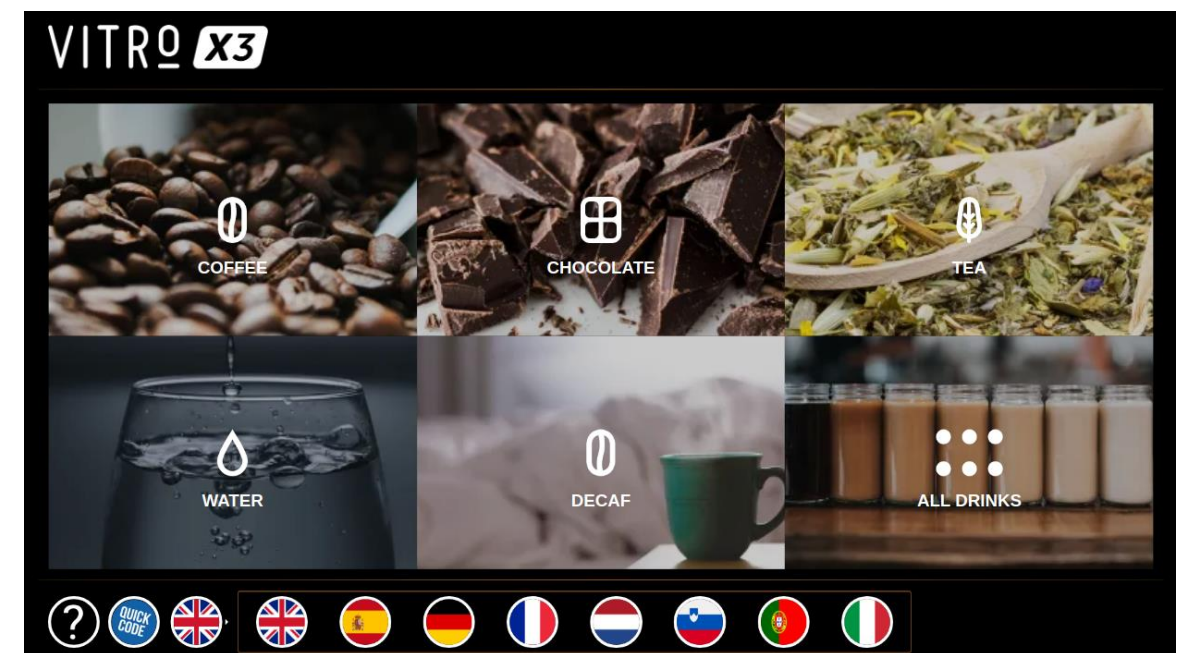 VITRO X3
COFFEE
CHOCOLATE
TEA
WATER
DECAF
ALL DRINKS
?
QUICK
CODE